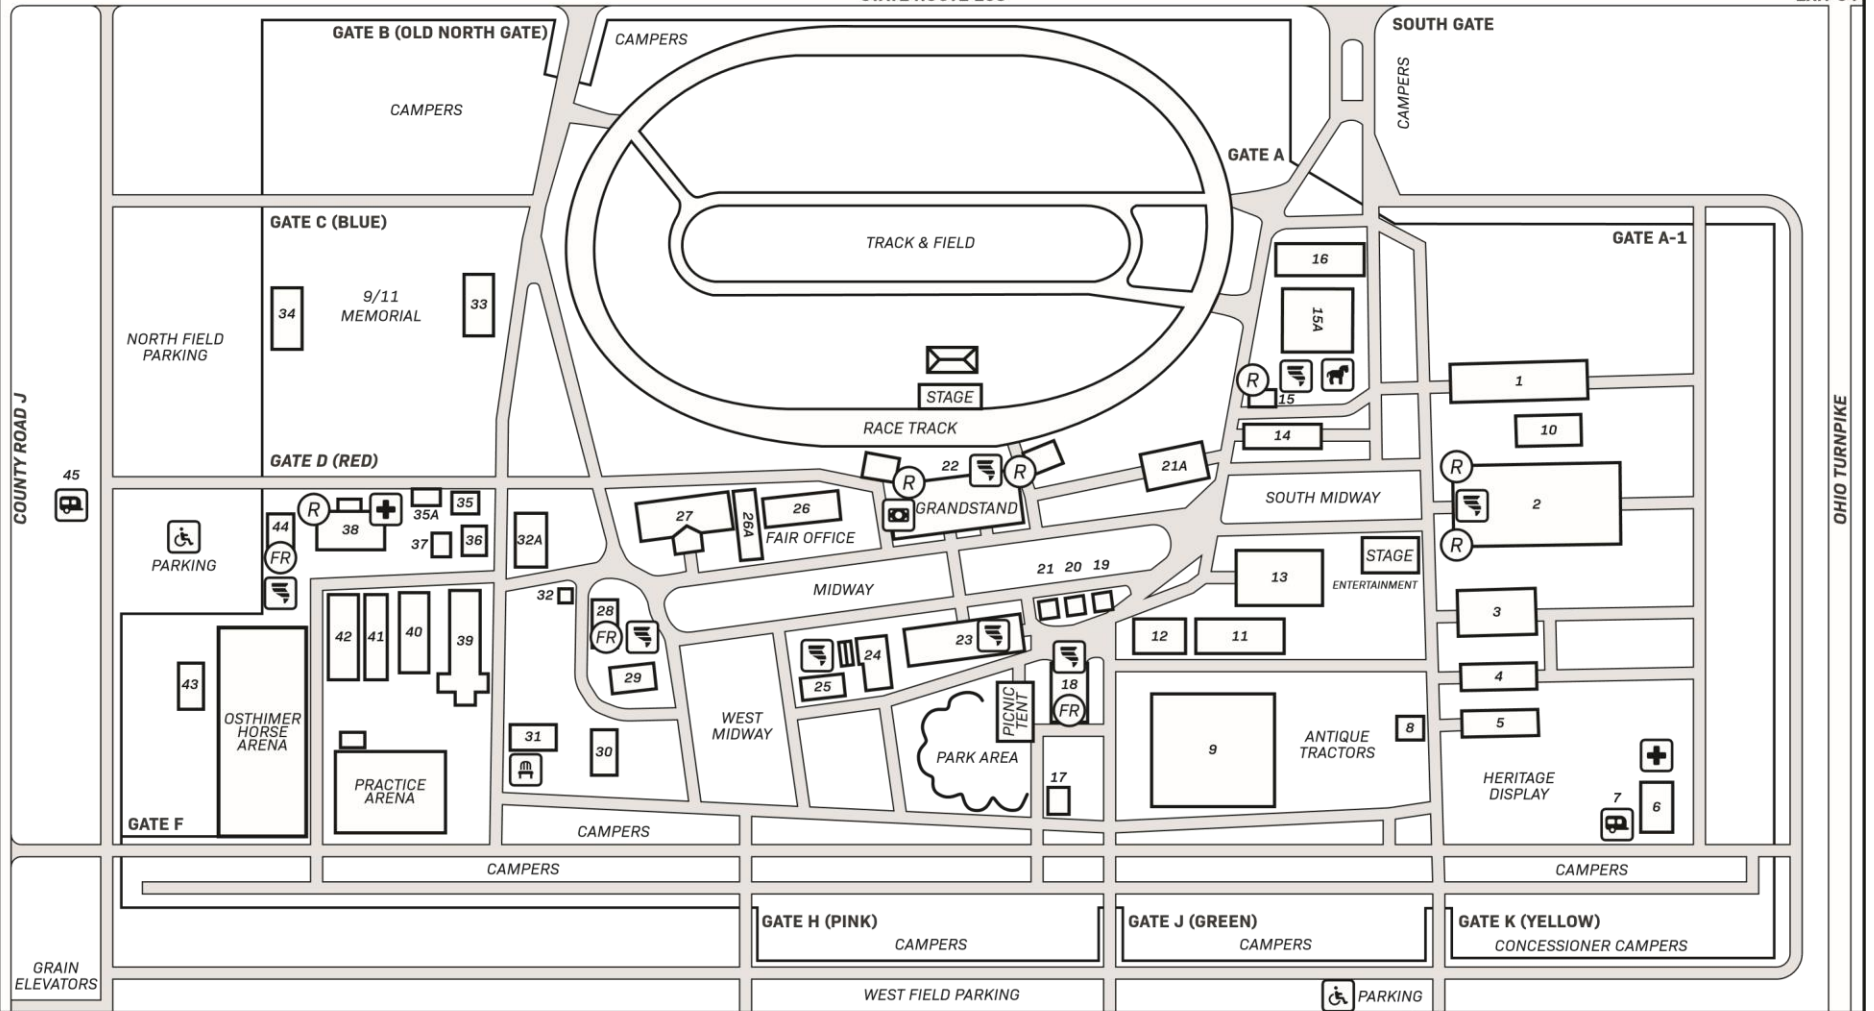 GATE B (OLD NORTH GATE)
CAMPERS
SOUTH GATE
CAMPERS
CAMPERS
GATE A
GATE C (BLUE)
TRACK & FIELD
GATE A-1
16
9/11
MEMORIAL
34
33
15A
NORTH FIELD
PARKING
STAGE
R
15
1
COUNTY ROAD J
OHIO TURNPIKE
RACE TRACK
14
10
GATE D (RED)
45
22
R
R
21A
R
SOUTH MIDWAY
2
R
R
38
35A
35
44
FR
37
36
32A
27
26A
26
FAIR OFFICE
GRANDSTAND
PARKING
STAGE
ENTERTAINMENT
13
MIDWAY
21
20
19
32
28
FR
42
41
40
39
23
12
11
3
24
25
29
18
FR
4
43
OSTHIMER
HORSE
ARENA
WEST
MIDWAY
PICNIC
TENT
5
8
31
30
9
ANTIQUE
TRACTORS
PARK AREA
17
PRACTICE
ARENA
HERITAGE
DISPLAY
7
6
GATE F
CAMPERS
CAMPERS
CAMPERS
GATE H (PINK)
CAMPERS
GATE J (GREEN)
CAMPERS
GATE K (YELLOW)
CONCESSIONER CAMPERS
GRAIN
ELEVATORS
WEST FIELD PARKING
PARKING